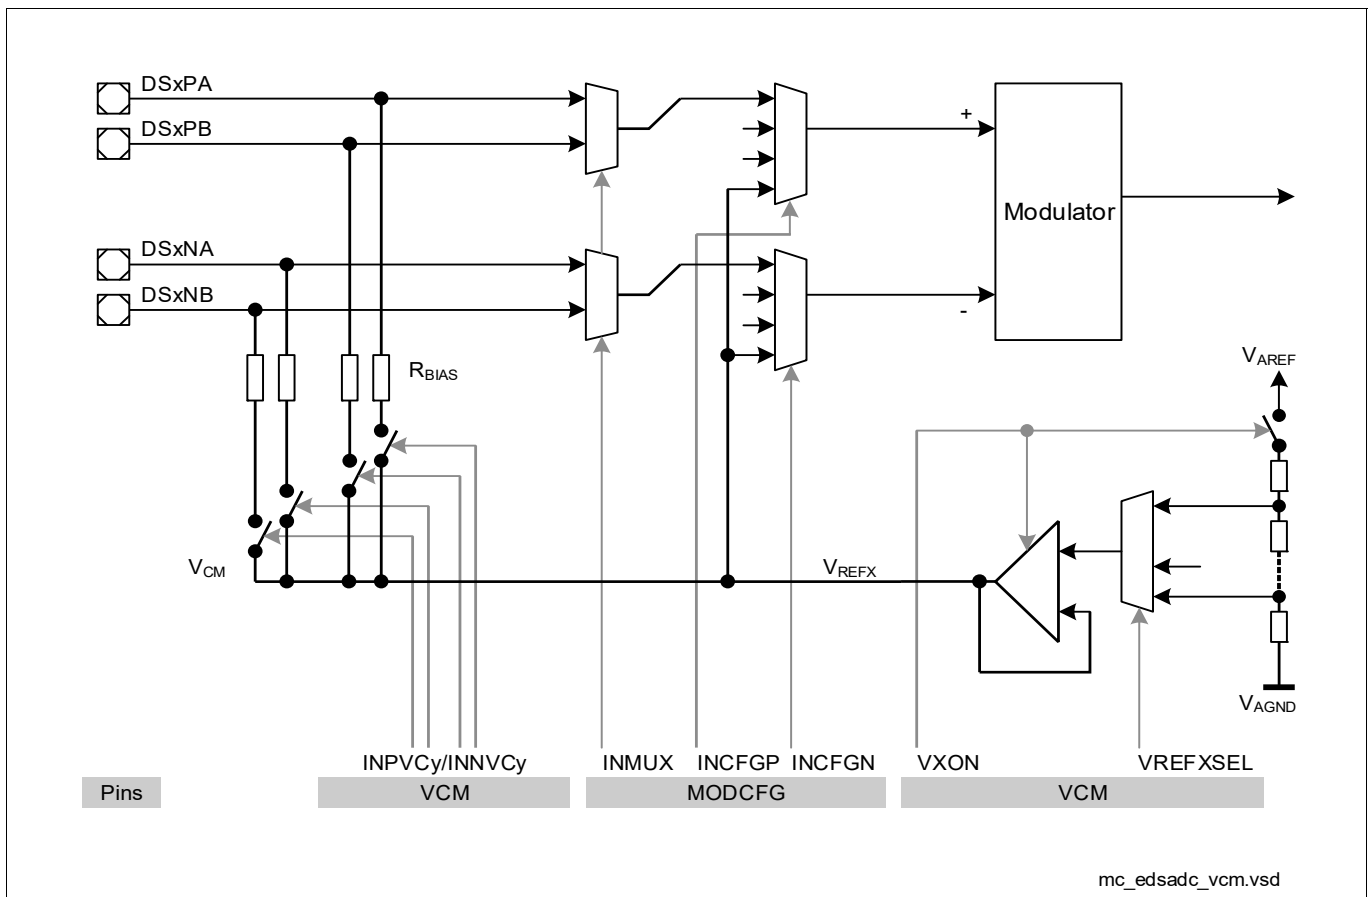 DSxPA
DSxPB
+
Modulator
DSxNA
DSxNB
-
RBIAS
VAREF
VCM
VREFX
VAGND
INPVCy/INNVCy INMUX INCFGP INCFGN VXON VREFXSEL
Pins VCM MODCFG VCM
mc_edsadc_vcm.vsd